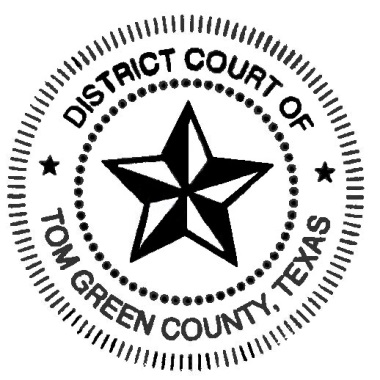 DISTRICT COURT OF
TOM GREEN COUNTY, TEXAS